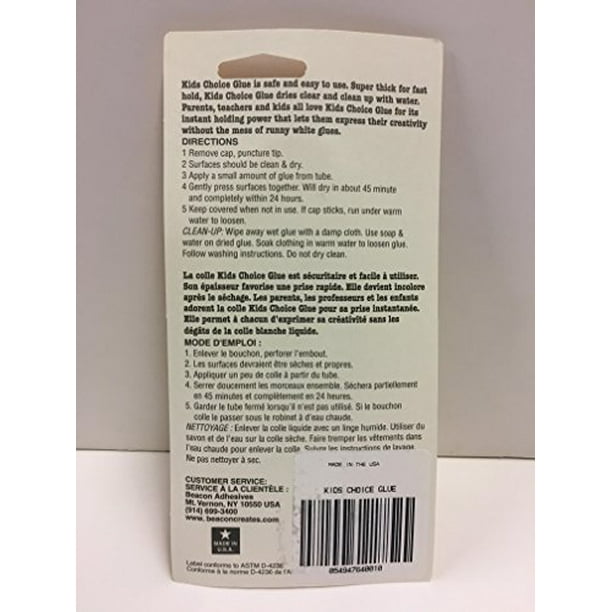 Kids Choice Glue is safe and easy to use. Super thick for fast
hold, Kids Choice Glue dries clear and clean up with water.
Parents, teachers and kids all love Kids Choice Glue for its
instant holding power that lets them express their creativity
without the mess of runny white glues.
DIRECTIONS
1 Remove cap, puncture tip.
2 Surfaces should be clean & dry.
3 Apply a small amount of glue from tube.
4 Gently press surfaces together. Will dry in about 45 minute
and completely within 24 hours.
5 Keep covered when not in use. If cap sticks, run under warm
water to loosen.
CLEAN-UP: Wipe away wet glue with a damp cloth. Use soap &
water on dried glue. Soak clothing in warm water to loosen glue.
Follow washing instructions. Do not dry clean.
La colle Kids Choice Glue est sécuritaire et facile à utiliser.
Son épaisseur favorise une prise rapide. Elle devient incolore
après le séchage. Les parents, les professeurs et les enfants
adorent la colle Kids Choice Glue pour sa prise instantanée.
Elle permet à chacun d'exprimer sa créativité sans les
dégâts de la colle blanche liquide.
MODE D'EMPLOI :
1. Enlever le bouchon, perforer l'embout.
2. Les surfaces devraient être sèches et propres.
3. Appliquer un peu de colle à partir du tube.
4. Serrer doucement les morceaux ensemble. Séchera partiellement
en 45 minutes et complètement en 24 heures.
5. Garder le tube fermé lorsqu'il n'est pas utilisé. Si le bouchon
colle le passer sous le robinet à d'eau chaude.
NETTOYAGE : Enlever la colle liquide avec un linge humide. Utiliser du
savon et de l'eau sur la colle sèche. Faire tremper les vêtements dans
l'eau chaude pour enlever la colle. Suivre les instructions de lavage.
Ne pas nettoyer à sec.
MADE IN THE USA
KIDS CHOICE GLUE
CUSTOMER SERVICE:
SERVICE À LA CLIENTÈLE :
Beacon Adhesives
Mt. Vernon, NY 10550 USA
(914) 699-3400
www.beaconcreates.com
MADE IN
U.S.A.
Label conforms to ASTM D-4236
Conforme à la norme D-4236 de l'A
054947640010